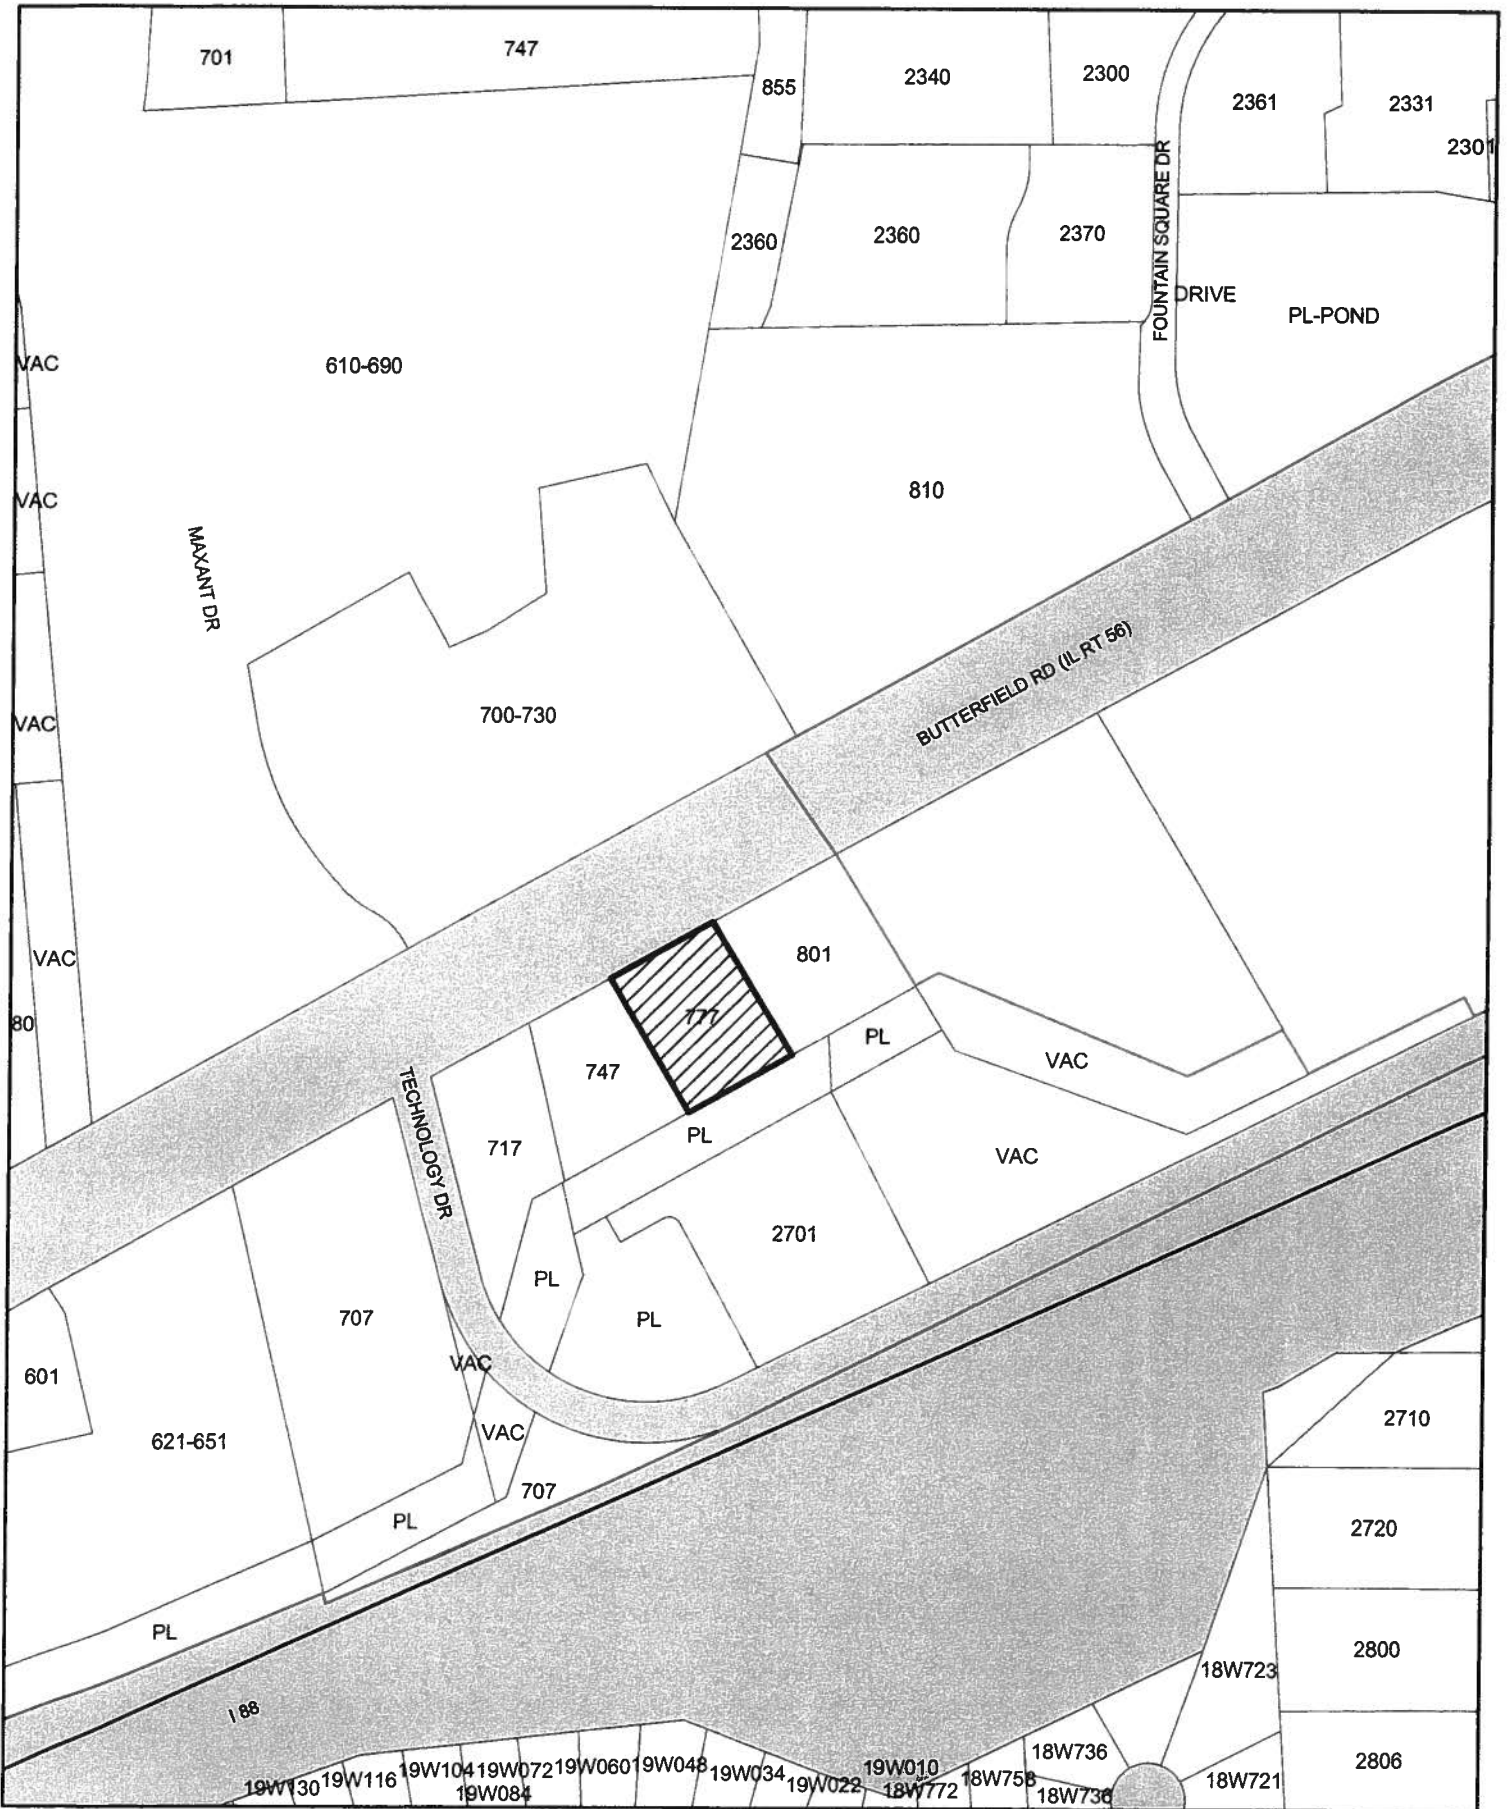 701
747
855
2340
2300
2361
2331
2301
2360
2360
2370
FOUNTAIN SQUARE DR
DRIVE
PL-POND
VAC
610-690
VAC
810
MAXANT DR
BUTTERFIELD RD (IL RT 56)
VAC
700-730
VAC
801
80
777
PL
747
VAC
TECHNOLOGY DR
717
PL
VAC
2701
PL
PL
707
VAC
601
621-651
VAC
2710
707
PL
2720
PL
2800
18W723
I 88
18W736
2806
19W130
19W116
19W104
19W072
19W084
19W060
19W048
19W034
19W022
19W010
18W772
18W758
18W736
18W721